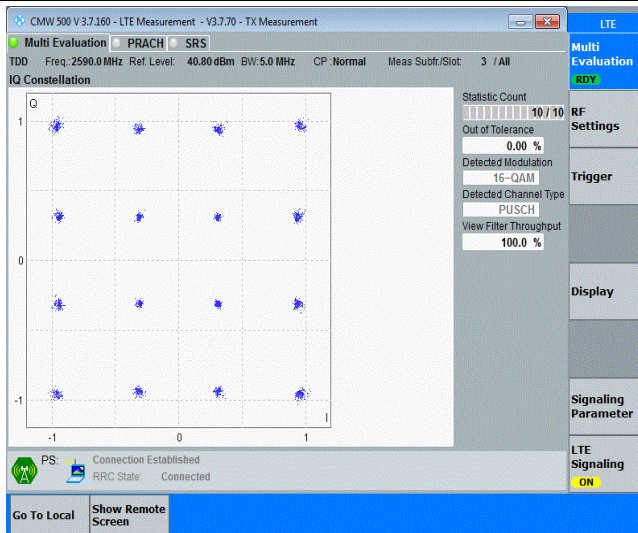 CMW 500 V 3.7.160 - LTE Measurement - V3.7.70 - TX Measurement
LTE
Multi Evaluation PRACH SRS
TDD Freq.:2590.0 MHz Ref. Level: 40.80 dBm BW:5.0 MHz CP :Normal Meas Subfr./Slot: 3 / All
IQ Constellation
Q
1
0
-1
I
-1 0 1
Statistic Count
10 / 10
Out of Tolerance
0.00 %
Detected Modulation
16-QAM
Detected Channel Type
PUSCH
View Filter Throughput
100.0 %
Multi
Evaluation
RDY
RF
Settings
Trigger
Display
Signaling
Parameter
LTE
Signaling
ON
PS: Connection Established
RRC State: Connected
Go To Local
Show Remote
Screen